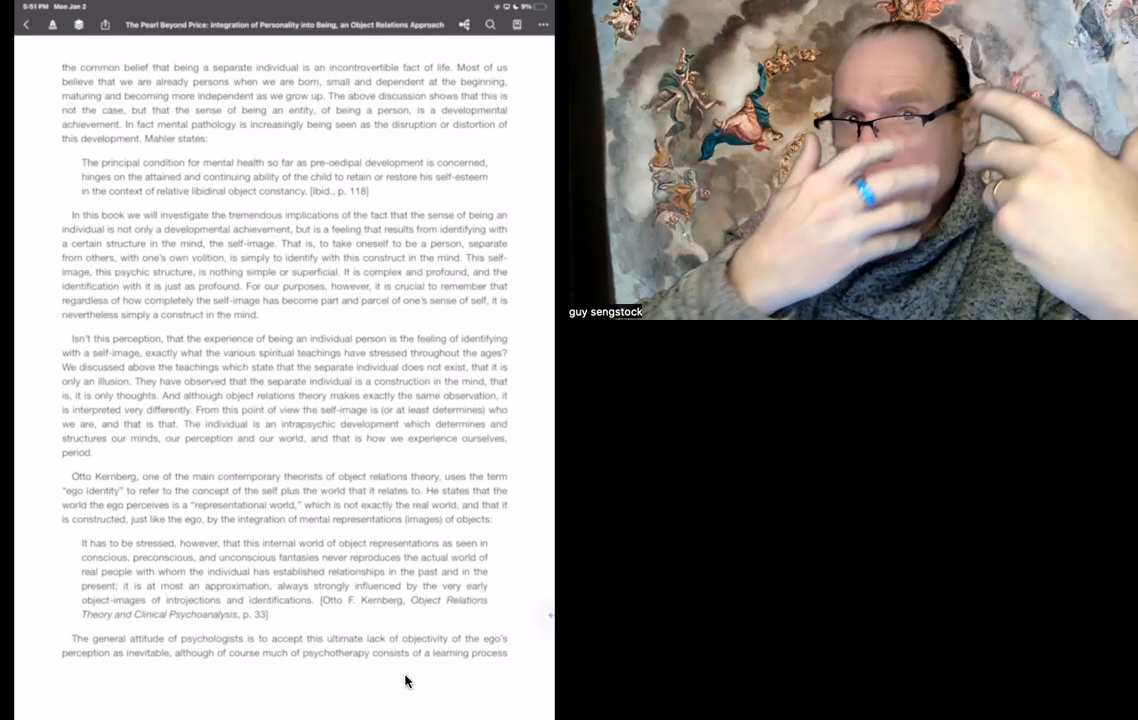 5:51 PM Mon Jan 2
9%
The Pearl Beyond Price: Integration of Personality into Being, an Object Relations Approach
the common belief that being a separate individual is an incontrovertible fact of life. Most of us
believe that we are already persons when we are born, small and dependent at the beginning,
maturing and becoming more independent as we grow up. The above discussion shows that this is
not the case, but that the sense of being an entity, of being a person, is a developmental
achievement. In fact mental pathology is increasingly being seen as the disruption or distortion of
this development. Mahler states:
The principal condition for mental health so far as pre-oedipal development is concerned,
hinges on the attained and continuing ability of the child to retain or restore his self-esteem
in the context of relative libidinal object constancy. [Ibid., p. 118]
In this book we will investigate the tremendous implications of the fact that the sense of being an
individual is not only a developmental achievement, but is a feeling that results from identifying with
a certain structure in the mind, the self-image. That is, to take oneself to be a person, separate
from others, with one's own volition, is simply to identify with this construct in the mind. This self-
image, this psychic structure, is nothing simple or superficial. It is complex and profound, and the
identification with it is just as profound. For our purposes, however, it is crucial to remember that
regardless of how completely the self-image has become part and parcel of one's sense of self, it is
nevertheless simply a construct in the mind.
Isn't this perception, that the experience of being an individual person is the feeling of identifying
with a self-image, exactly what the various spiritual teachings have stressed throughout the ages?
We discussed above the teachings which state that the separate individual does not exist, that it is
only an illusion. They have observed that the separate individual is a construction in the mind, that
is, it is only thoughts. And although object relations theory makes exactly the same observation, it
is interpreted very differently. From this point of view the self-image is (or at least determines) who
we are, and that is that. The individual is an intrapsychic development which determines and
structures our minds, our perception and our world, and that is how we experience ourselves,
period.
Otto Kernberg, one of the main contemporary theorists of object relations theory, uses the term
"ego identity" to refer to the concept of the self plus the world that it relates to. He states that the
world the ego perceives is a "representational world," which is not exactly the real world, and that it
is constructed, just like the ego, by the integration of mental representations (images) of objects:
It has to be stressed, however, that this internal world of object representations as seen in
conscious, preconscious, and unconscious fantasies never reproduces the actual world of
real people with whom the individual has established relationships in the past and in the
present; it is at most an approximation, always strongly influenced by the very early
object-images of introjections and identifications. [Otto F. Kernberg, Object Relations
Theory and Clinical Psychoanalysis, p. 33]
The general attitude of psychologists is to accept this ultimate lack of objectivity of the ego's
perception as inevitable, although of course much of psychotherapy consists of a learning process
guy sengstock